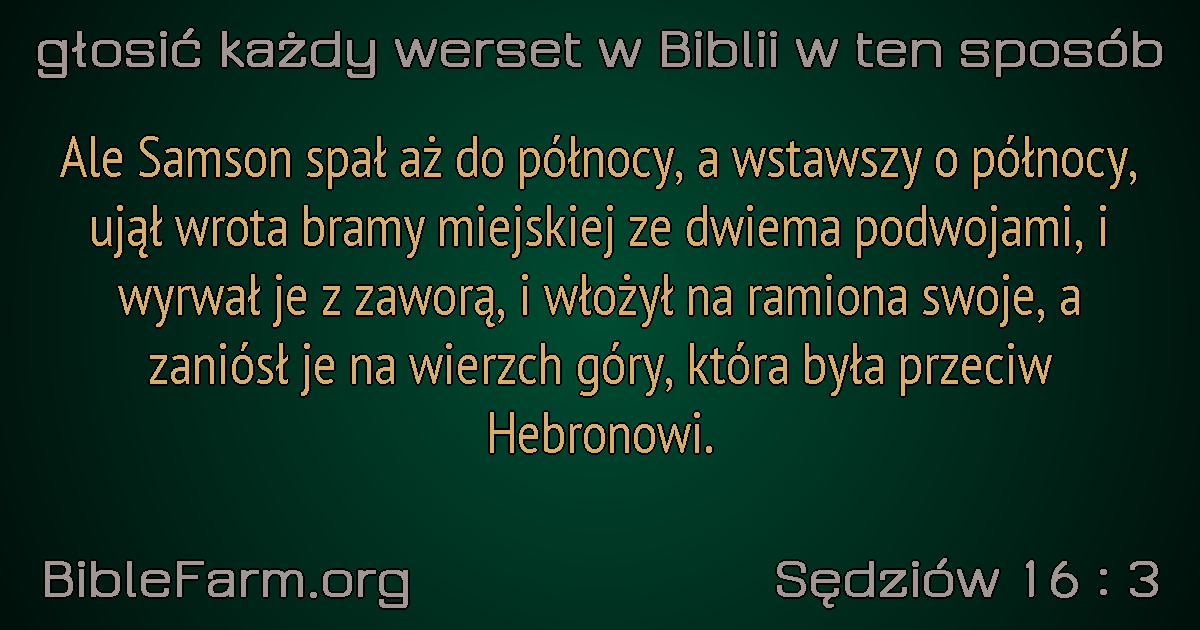 głosić każdy werset w Biblii w ten sposób
Ale Samson spał aż do północy, a wstawszy o północy,
ujął wrota bramy miejskiej ze dwiema podwojami, i
wyrwał je z zaworą, i włożył na ramiona swoje, a
zaniósł je na wierzch góry, która była przeciw
Hebronowi.
BibleFarm.org
Sędziów 16 : 3